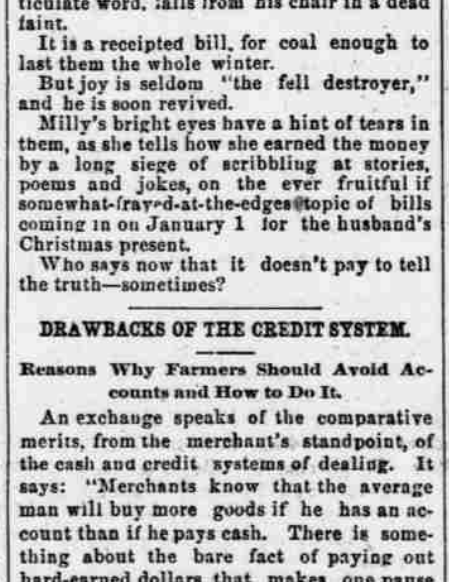 ticulate word, falls from his chair in a dead
faint.
It is a receipted bill, for coal enough to
last them the whole winter.
But joy is seldom "the fell destroyer,"
and he is soon revived.
Milly's bright eyes have a hint of tears in
them, as she tells how she earned the money
by a long siege of scribbling at stories,
poems and jokes, on the ever fruitful if
somewhat-frayed-at-the-edges topic of bills
coming in on January 1 for the husband's
Christmas present.
Who says now that it doesn't pay to tell
the truth—sometimes?
DRAWBACKS OF THE CREDIT SYSTEM.
Reasons Why Farmers Should Avoid Ac-
counts and How to Do It.
An exchange speaks of the comparative
merits, from the merchant's standpoint, of
the cash and credit systems of dealing. It
says: "Merchants know that the average
man will buy more goods if he has an ac-
count than if he pays cash. There is some-
thing about the bare fact of paying out
hard-earned dollars that makes one pause